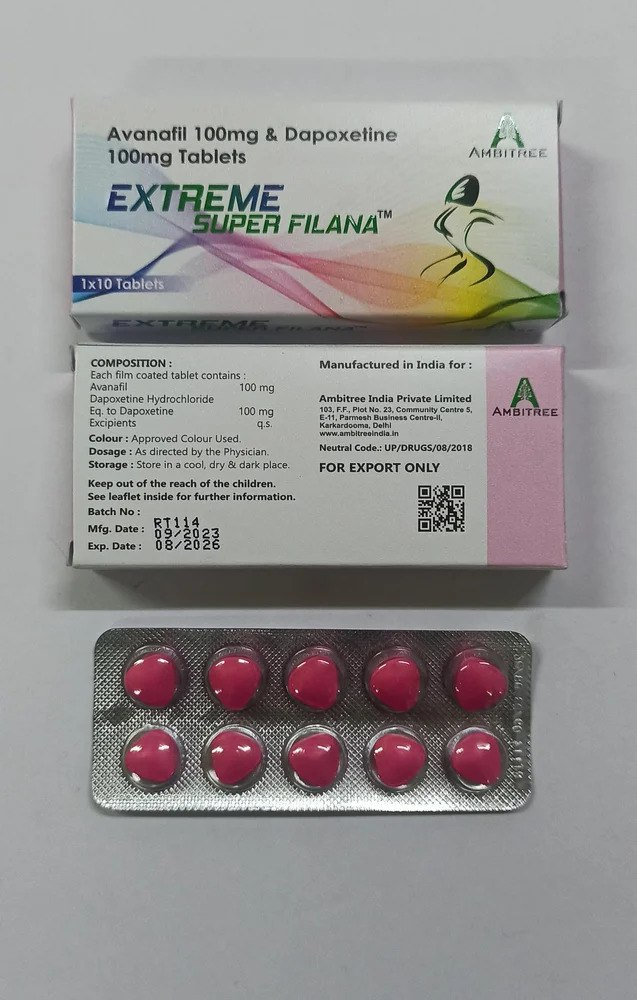 Avanafil 100mg & Dapoxetine
100mg Tablets
AMBITREE
EXTREME
SUPER FILANA™
1x10 Tablets
EXTREME
COMPOSITION :
Each film coated tablet contains :
Avanafil 100 mg
Dapoxetine Hydrochloride
Eq. to Dapoxetine 100 mg
Excipients q.s.
Colour : Approved Colour Used.
Dosage : As directed by the Physician.
Storage : Store in a cool, dry & dark place.
Keep out of the reach of the children.
See leaflet inside for further information.
Batch No : RT114
Mfg. Date : 09/2023
Exp. Date : 08/2026
Manufactured in India for :
Ambitree India Private Limited
103, F.F., Plot No. 23, Community Centre 5,
E-11, Parmesh Business Centre-II,
Karkardooma, Delhi
www.ambitreeindia.in
Neutral Code.: UP/DRUGS/08/2018
FOR EXPORT ONLY
AMBITREE